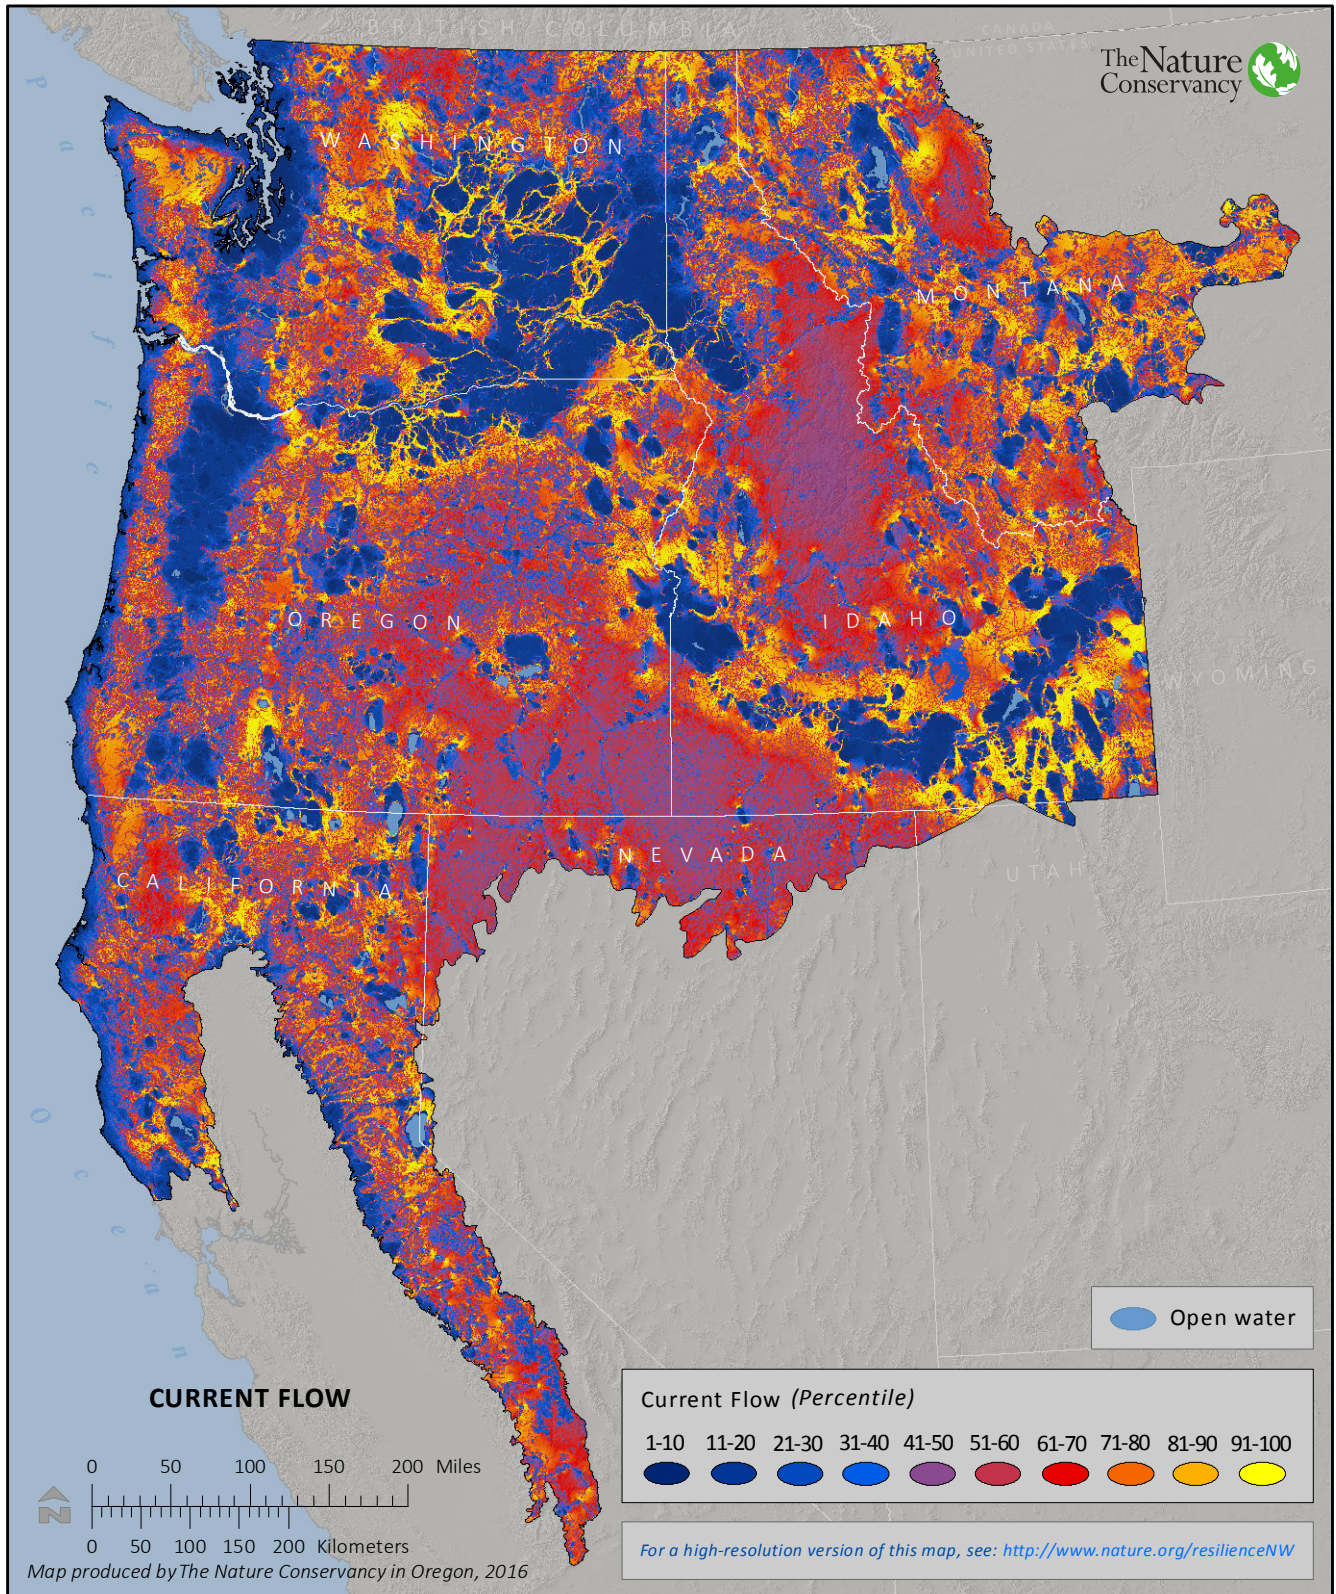 BRITISH COLUMBIA
CANADA
UNITED STATES
The Nature
Conservancy
WASHINGTON
Pacific
MONTANA
OREGON
IDAHO
WYOMING
NEVADA
CALIFORNIA
UTAH
Ocean
Open water
CURRENT FLOW
Current Flow (Percentile)
1-10 11-20 21-30 31-40 41-50 51-60 61-70 71-80 81-90 91-100
0 50 100 150 200 Miles
N
0 50 100 150 200 Kilometers
For a high-resolution version of this map, see: http://www.nature.org/resilienceNW
Map produced by The Nature Conservancy in Oregon, 2016